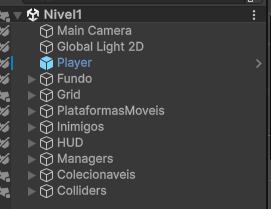 Nivel1
Main Camera
Global Light 2D
Player
Fundo
Grid
PlataformasMoveis
Inimigos
HUD
Managers
Colecionaveis
Colliders